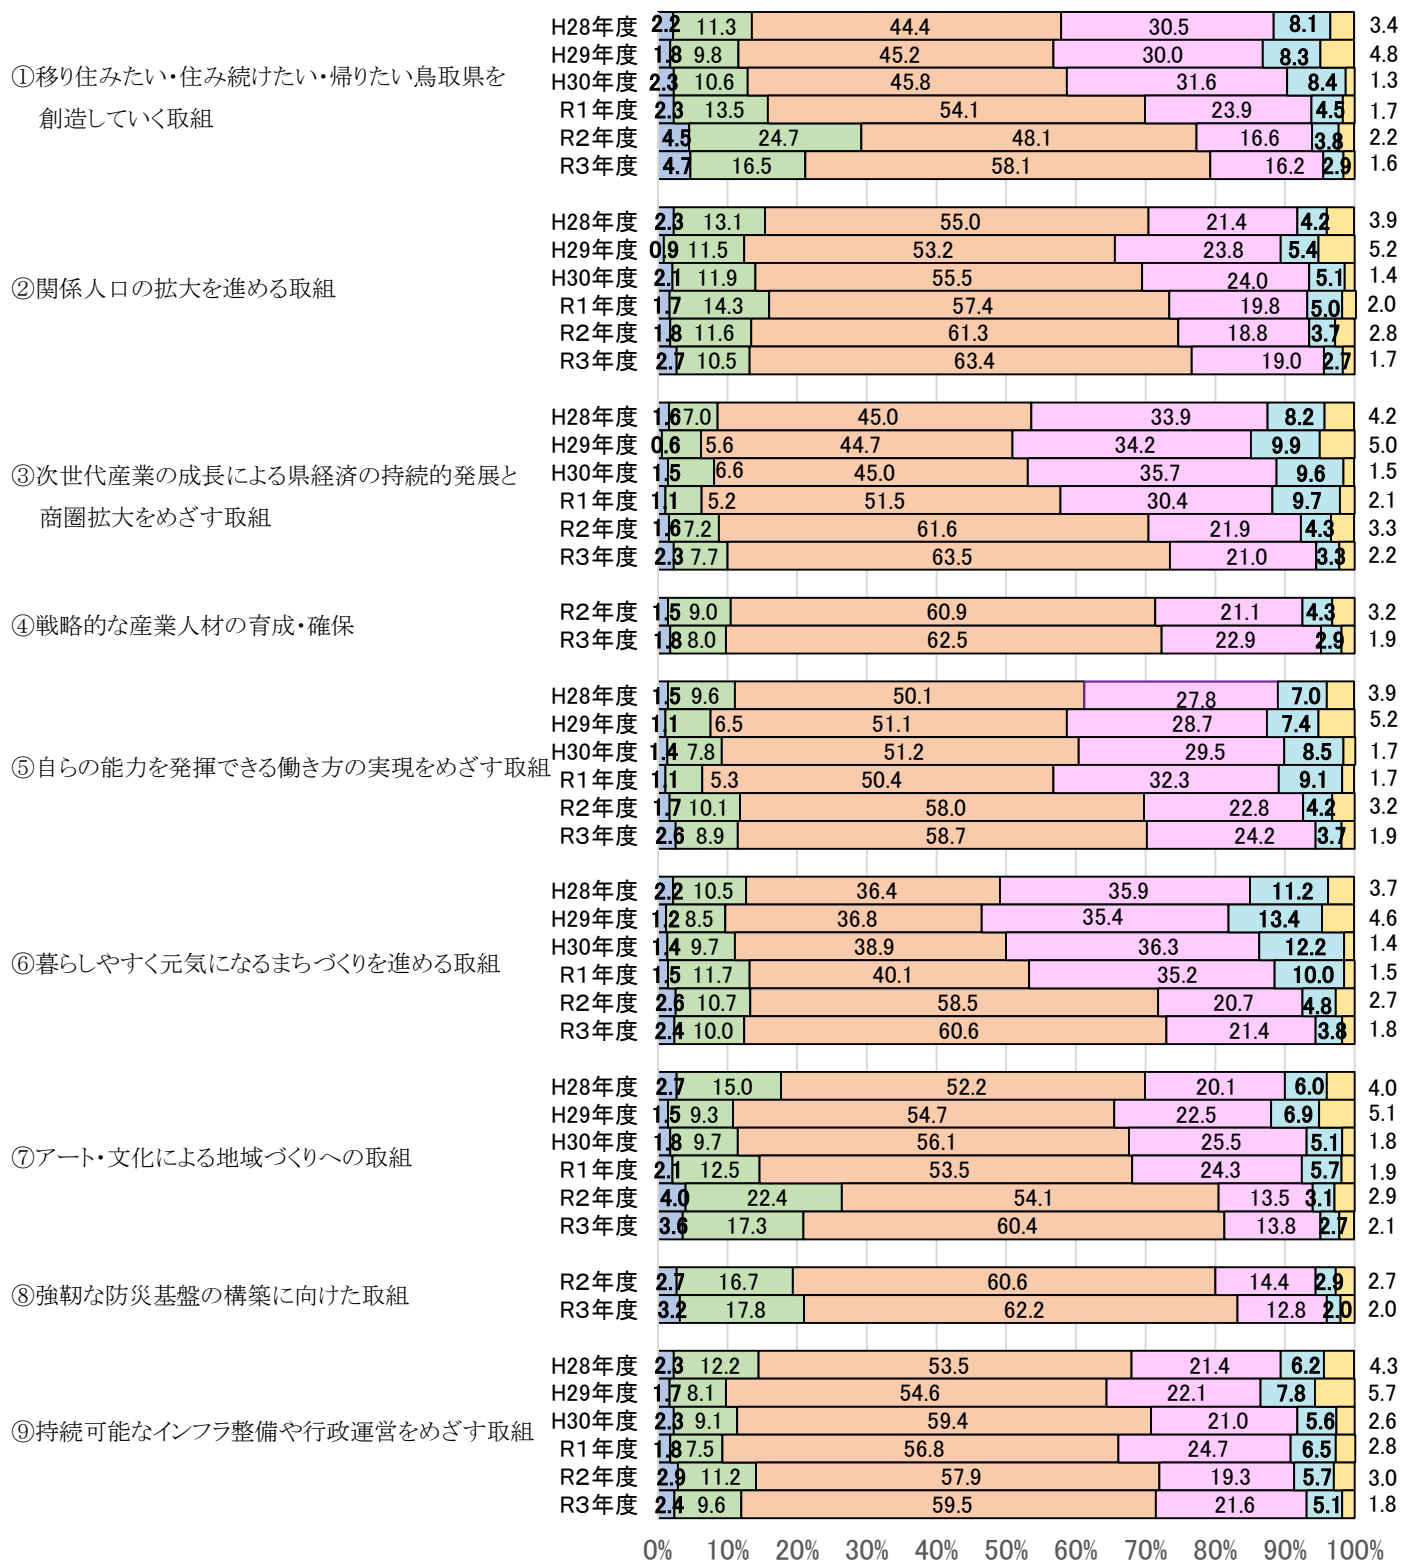 H28年度 2.2 11.3 44.4 30.5 8.1 3.4
H29年度 1.8 9.8 45.2 30.0 8.3 4.8
①移り住みたい・住み続けたい・帰りたい鳥取県を
H30年度 2.3 10.6 45.8 31.6 8.4 1.3
創造していく取組
R1年度 2.3 13.5 54.1 23.9 4.5 1.7
R2年度 4.5 24.7 48.1 16.6 3.8 2.2
R3年度 4.7 16.5 58.1 16.2 2.9 1.6
H28年度 2.3 13.1 55.0 21.4 4.2 3.9
H29年度 0.9 11.5 53.2 23.8 5.4 5.2
②関係人口の拡大を進める取組
H30年度 2.1 11.9 55.5 24.0 5.1 1.4
R1年度 1.7 14.3 57.4 19.8 5.0 2.0
R2年度 1.8 11.6 61.3 18.8 3.7 2.8
R3年度 2.7 10.5 63.4 19.0 2.7 1.7
H28年度 1.6 7.0 45.0 33.9 8.2 4.2
H29年度 0.6 5.6 44.7 34.2 9.9 5.0
③次世代産業の成長による県経済の持続的発展と
H30年度 1.5 6.6 45.0 35.7 9.6 1.5
商圏拡大をめざす取組
R1年度 1.1 5.2 51.5 30.4 9.7 2.1
R2年度 1.6 7.2 61.6 21.9 4.3 3.3
R3年度 2.3 7.7 63.5 21.0 3.3 2.2
④戦略的な産業人材の育成・確保
R2年度 1.5 9.0 60.9 21.1 4.3 3.2
R3年度 1.8 8.0 62.5 22.9 2.9 1.9
H28年度 1.5 9.6 50.1 27.8 7.0 3.9
H29年度 1.1 6.5 51.1 28.7 7.4 5.2
H30年度 1.4 7.8 51.2 29.5 8.5 1.7
⑤自らの能力を発揮できる働き方の実現をめざす取組
R1年度 1.1 5.3 50.4 32.3 9.1 1.7
R2年度 1.7 10.1 58.0 22.8 4.2 3.2
R3年度 2.6 8.9 58.7 24.2 3.7 1.9
H28年度 2.2 10.5 36.4 35.9 11.2 3.7
H29年度 1.2 8.5 36.8 35.4 13.4 4.6
H30年度 1.4 9.7 38.9 36.3 12.2 1.4
⑥暮らしやすく元気になるまちづくりを進める取組
R1年度 1.5 11.7 40.1 35.2 10.0 1.5
R2年度 2.6 10.7 58.5 20.7 4.8 2.7
R3年度 2.4 10.0 60.6 21.4 3.8 1.8
H28年度 2.7 15.0 52.2 20.1 6.0 4.0
H29年度 1.5 9.3 54.7 22.5 6.9 5.1
H30年度 1.8 9.7 56.1 25.5 5.1 1.8
⑦アート・文化による地域づくりへの取組
R1年度 2.1 12.5 53.5 24.3 5.7 1.9
R2年度 4.0 22.4 54.1 13.5 3.1 2.9
R3年度 3.6 17.3 60.4 13.8 2.7 2.1
⑧強靭な防災基盤の構築に向けた取組
R2年度 2.7 16.7 60.6 14.4 2.9 2.7
R3年度 3.2 17.8 62.2 12.8 2.0 2.0
H28年度 2.3 12.2 53.5 21.4 6.2 4.3
H29年度 1.7 8.1 54.6 22.1 7.8 5.7
H30年度 2.3 9.1 59.4 21.0 5.6 2.6
⑨持続可能なインフラ整備や行政運営をめざす取組
R1年度 1.8 7.5 56.8 24.7 6.5 2.8
R2年度 2.9 11.2 57.9 19.3 5.7 3.0
R3年度 2.4 9.6 59.5 21.6 5.1 1.8
0% 10% 20% 30% 40% 50% 60% 70% 80% 90% 100%